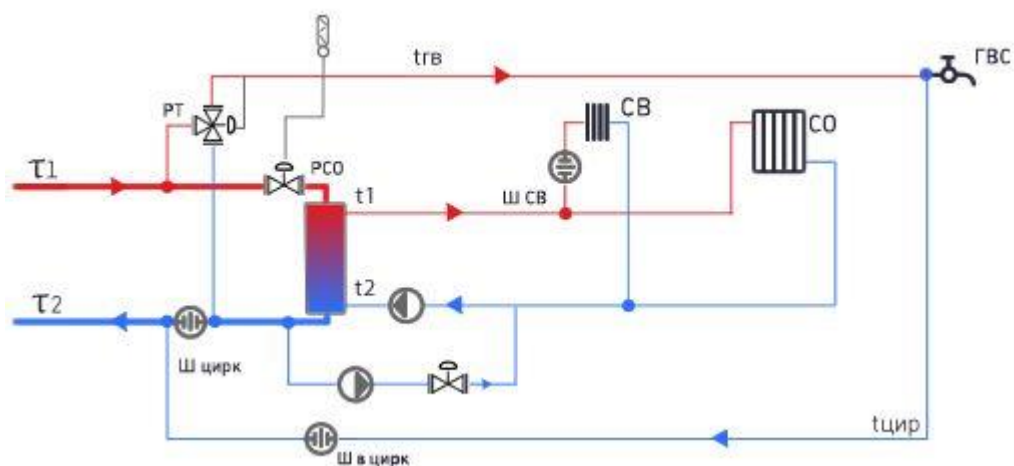 tгв
ГВС
РТ
СВ
СО
τ1
РСО
t1
Ш СВ
τ2
t2
Ш цирк
tцир
Ш в цирк